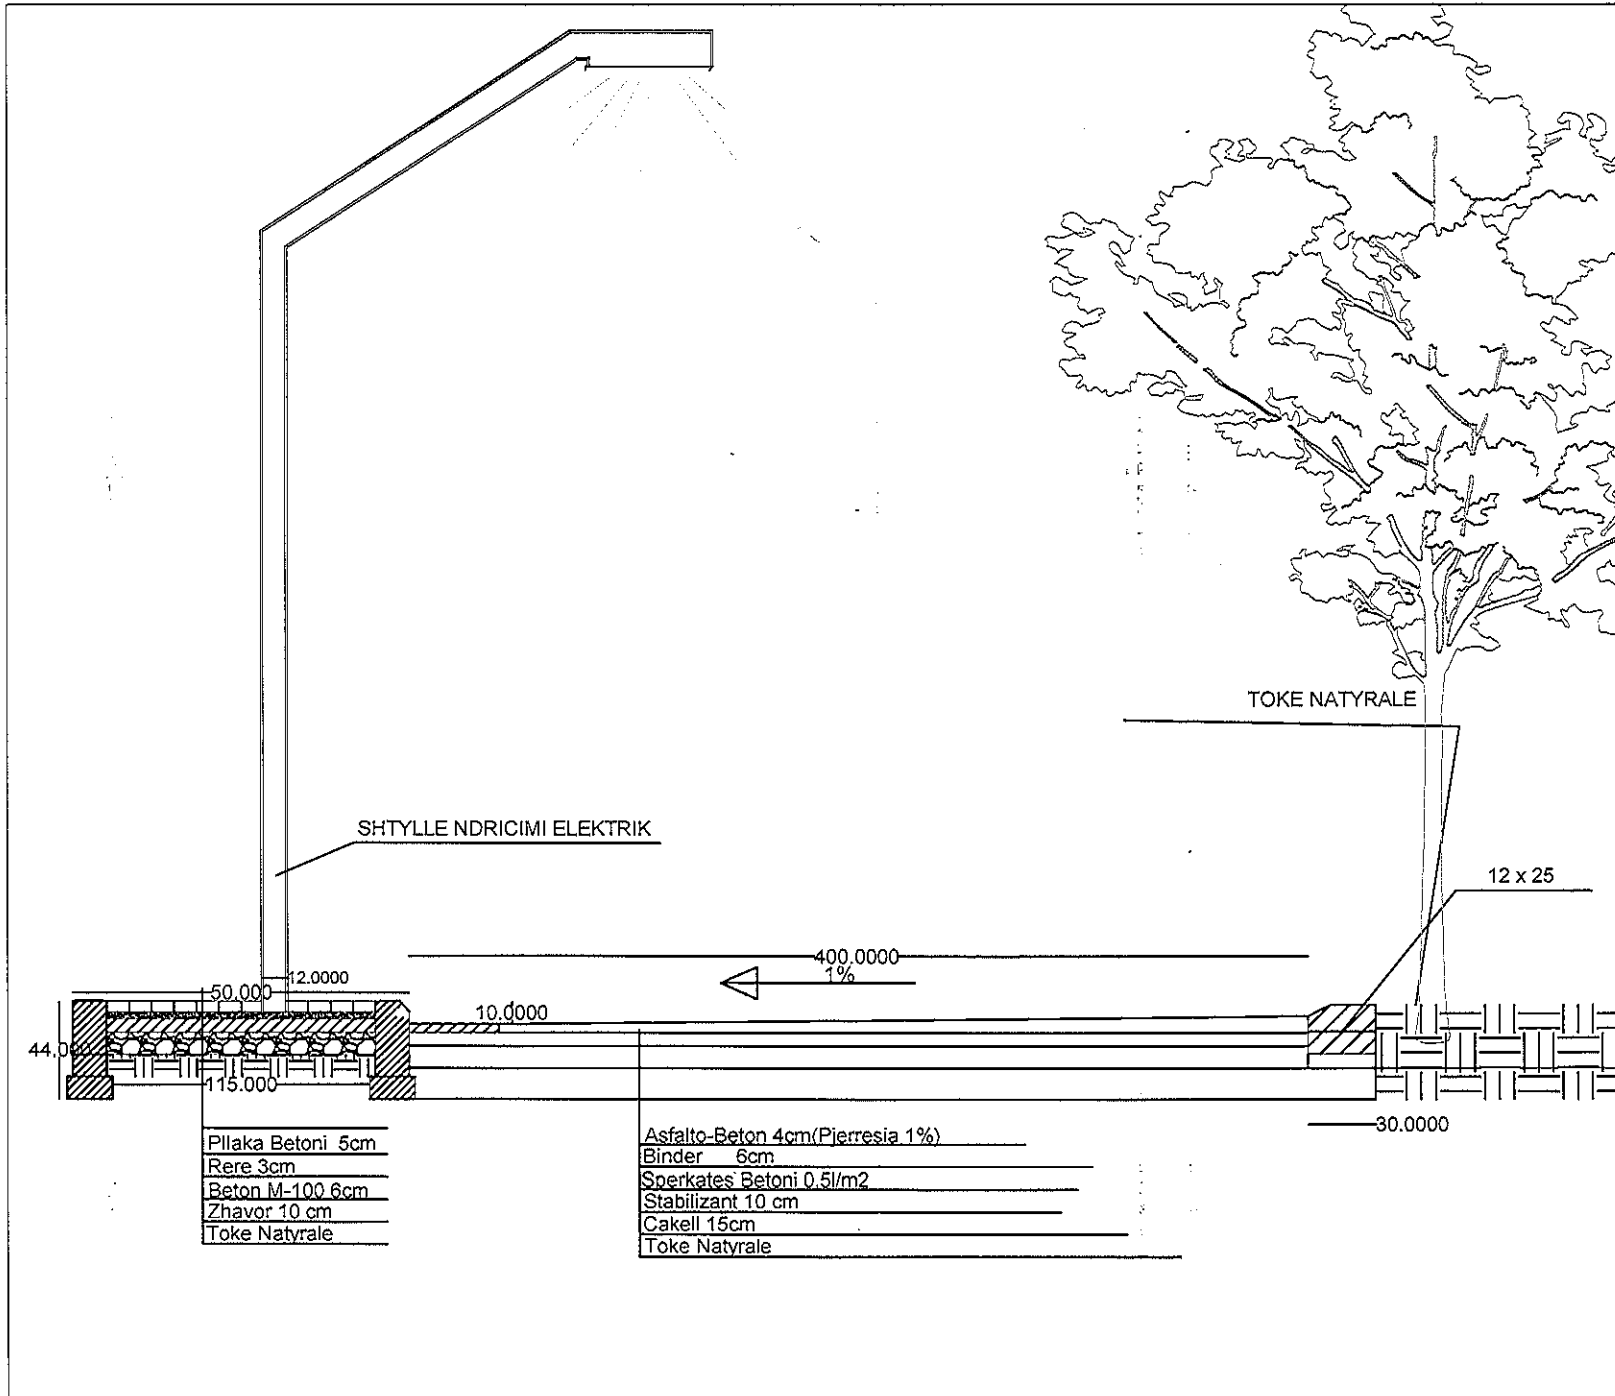 TOKE NATYRALE
SHTYLLE NDRICIMI ELEKTRIK
12 x 25
400.0000
1%
12.0000
50,000
10.0000
44,000
115.000
30.0000
Pllaka Betoni 5cm
Rere 3cm
Beton M-100 6cm
Zhavor 10 cm
Toke Natyrale
Asfalto-Beton 4cm(Pjerresia 1%)
Binder 6cm
Sperkates Betoni 0.5l/m2
Stabilizant 10 cm
Cakell 15cm
Toke Natyrale